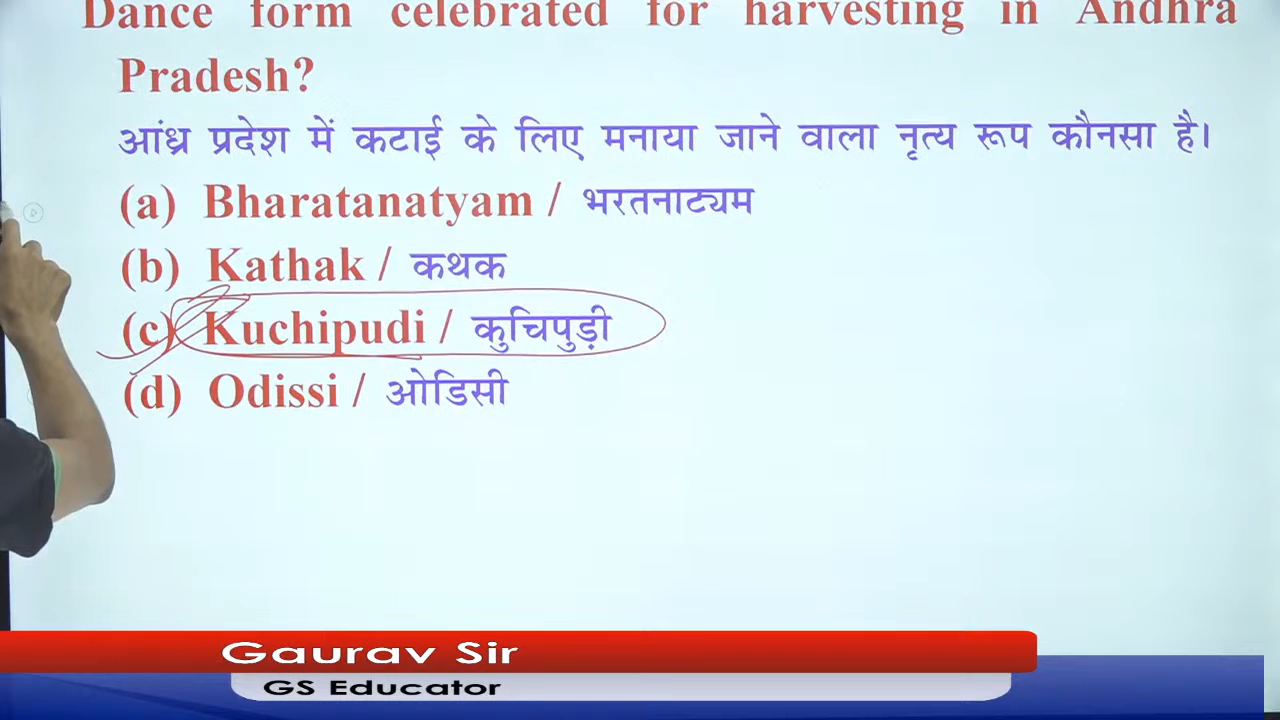 Dance form celebrated for harvesting in Andhra
Pradesh?
आंध्र प्रदेश में कटाई के लिए मनाया जाने वाला नृत्य रूप कौनसा है।
(a) Bharatanatyam / भरतनाट्यम
(b) Kathak / कथक
(c) Kuchipudi / कुचिपुड़ी
(d) Odissi / ओडिसी
Gaurav Sir
GS Educator